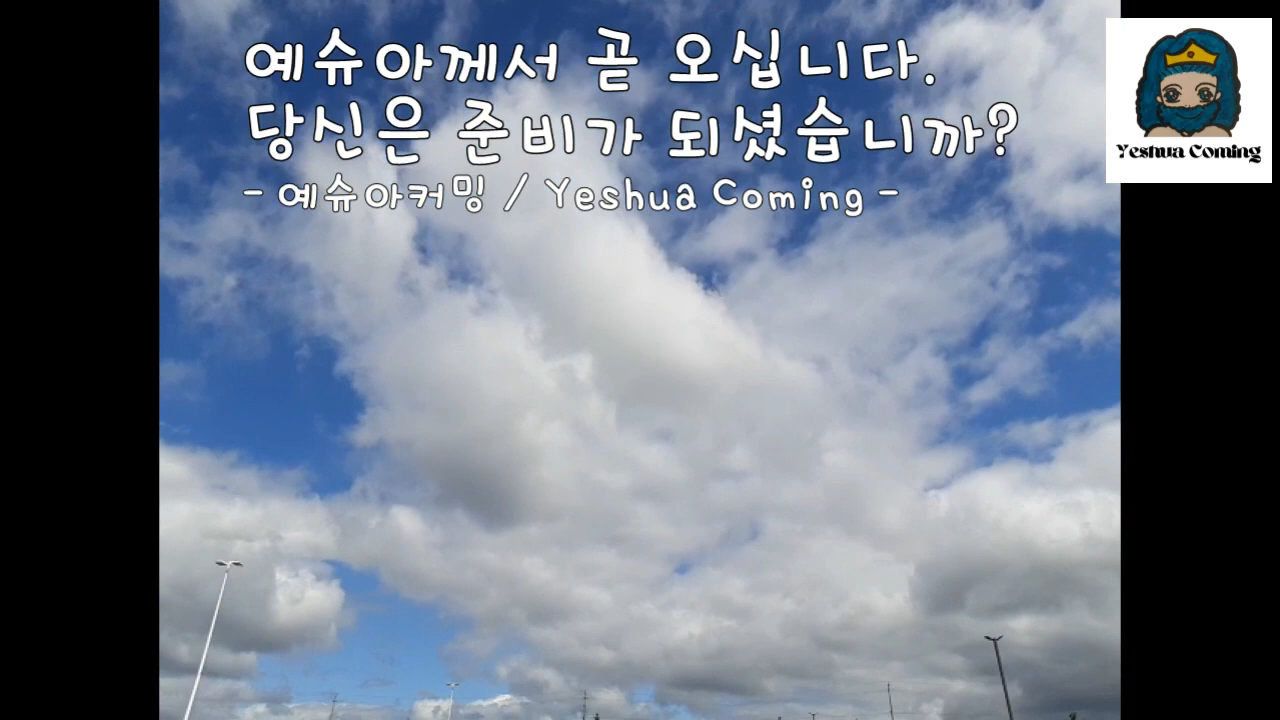 예슈아께서 곧 오십니다.
당신은 준비가 되셨습니까?
- 예슈아커밍 / Yeshua Coming -
Yeshua Coming